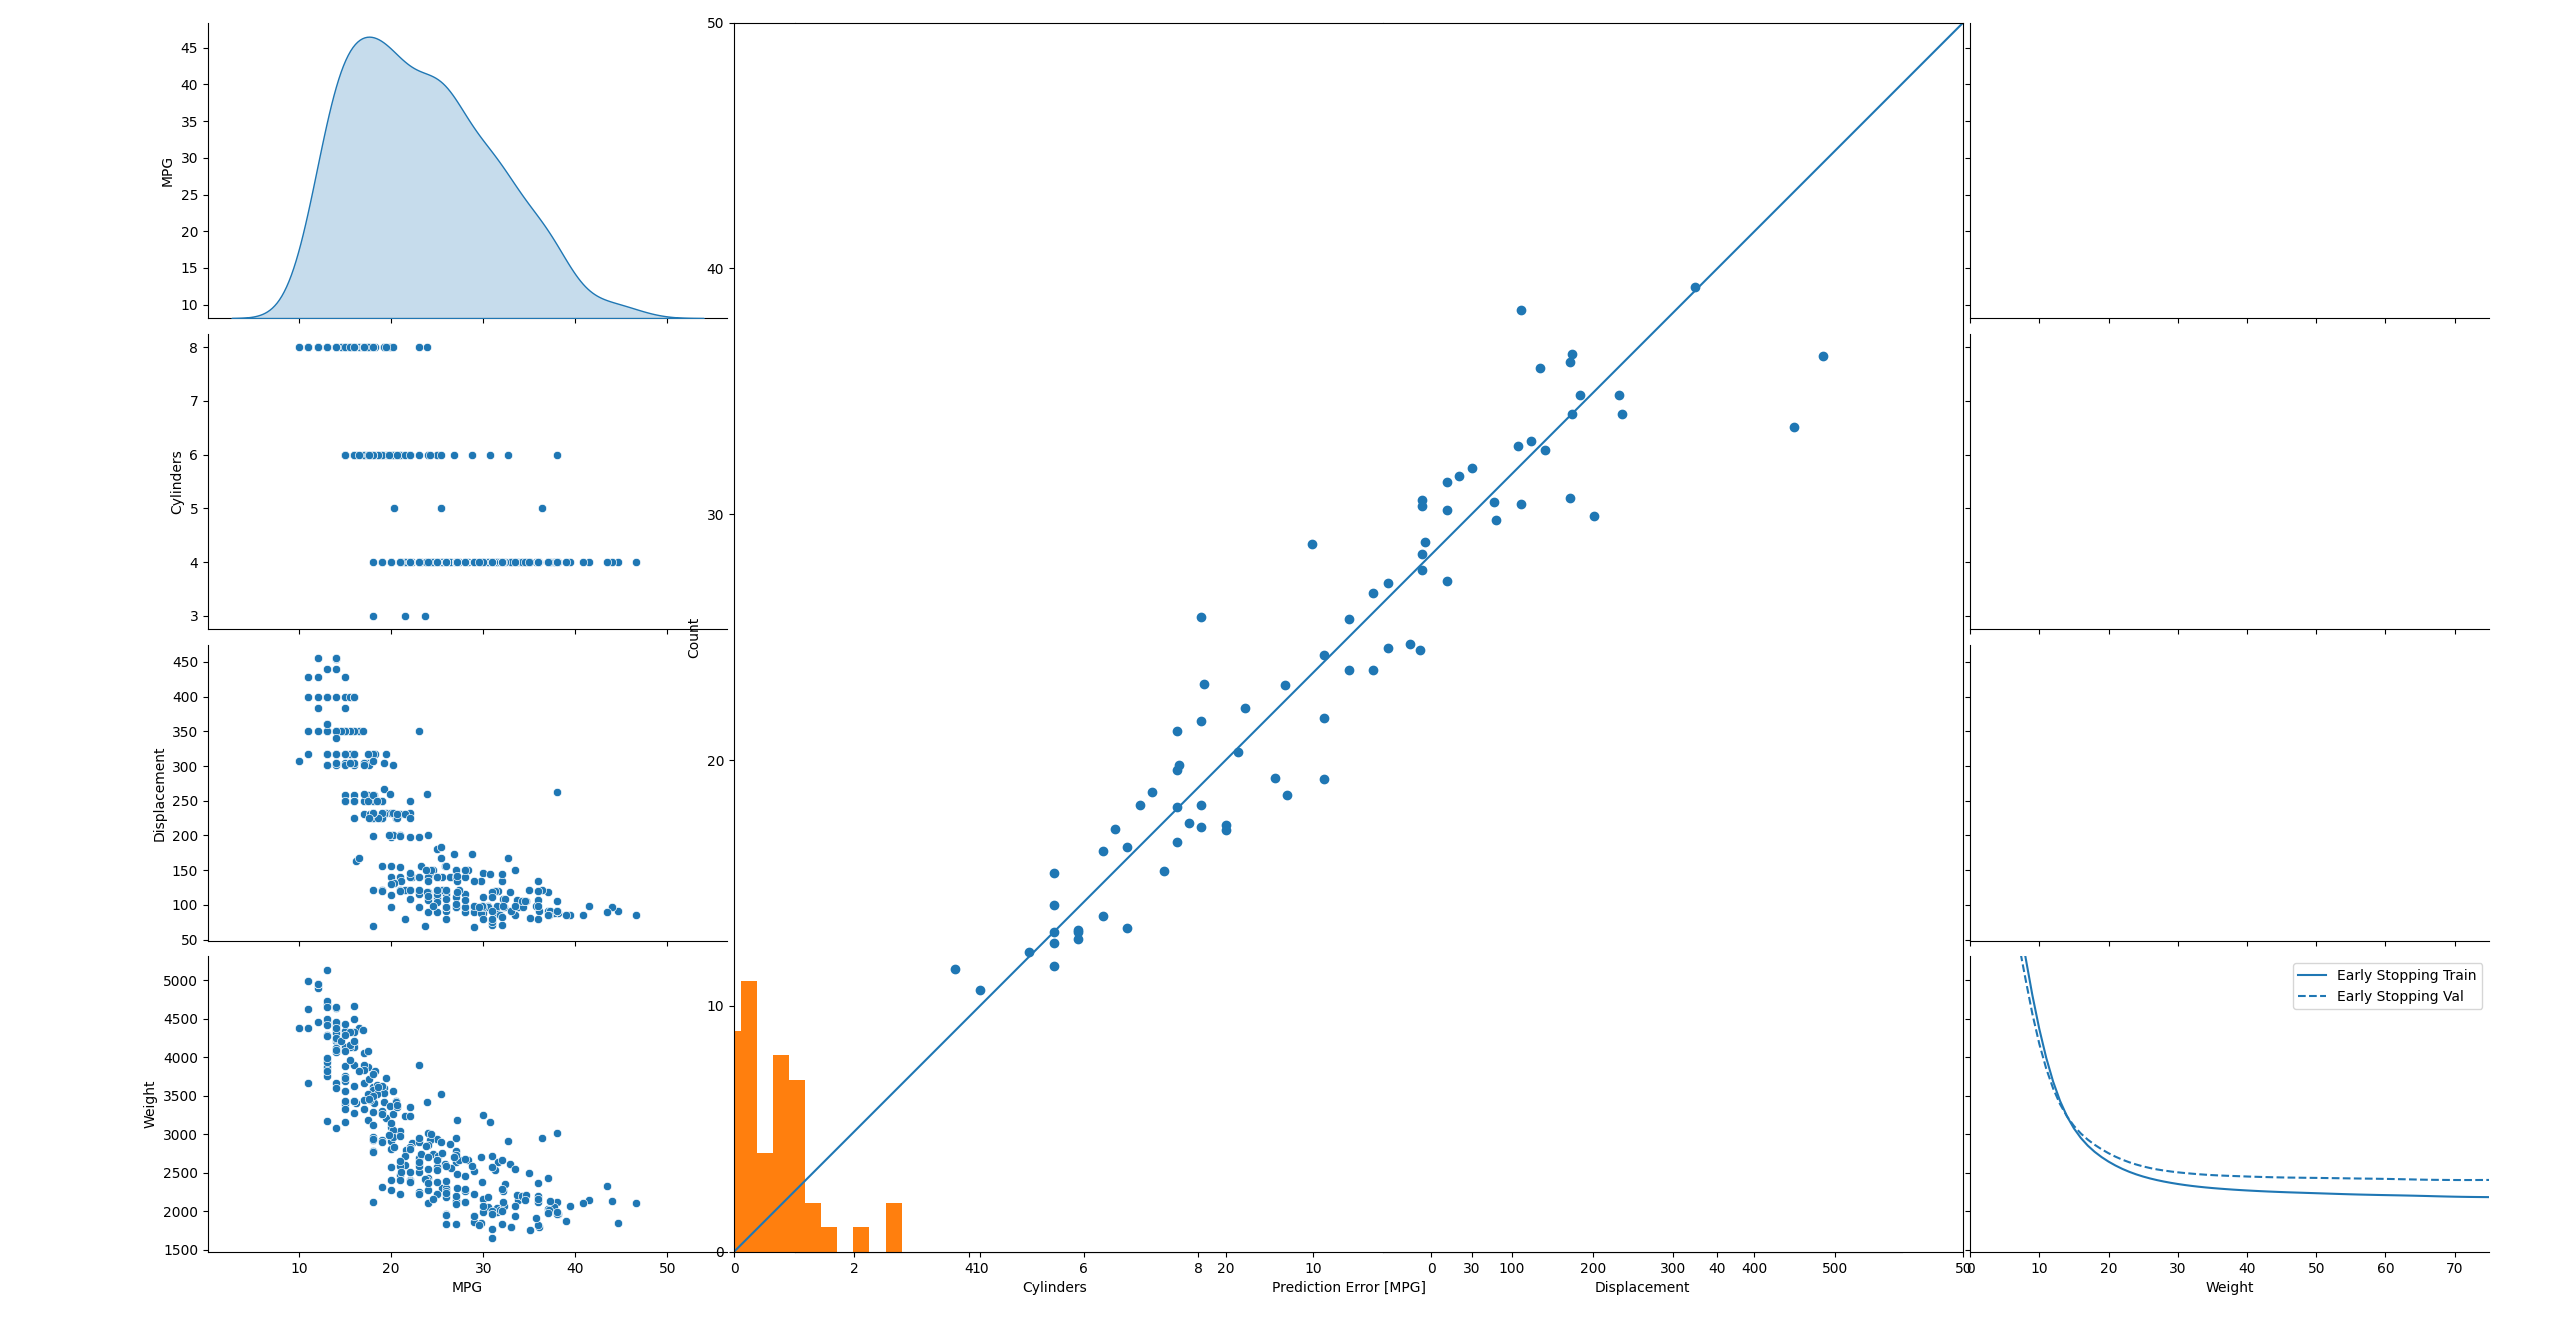 MPG
45
40
35
30
25
20
15
10
Cylinders
8
7
6
5
4
3
Displacement
450
400
350
300
250
200
150
100
50
Weight
5000
4500
4000
3500
3000
2500
2000
1500
10 20 30 40 50
MPG
Count
50
40
30
20
10
0
0 2 4 10 6 8 20 10 0 30 100 200 300 40 400 500 50
Cylinders Prediction Error [MPG] Displacement
Early Stopping Train
Early Stopping Val
0 10 20 30 40 50 60 70
Weight